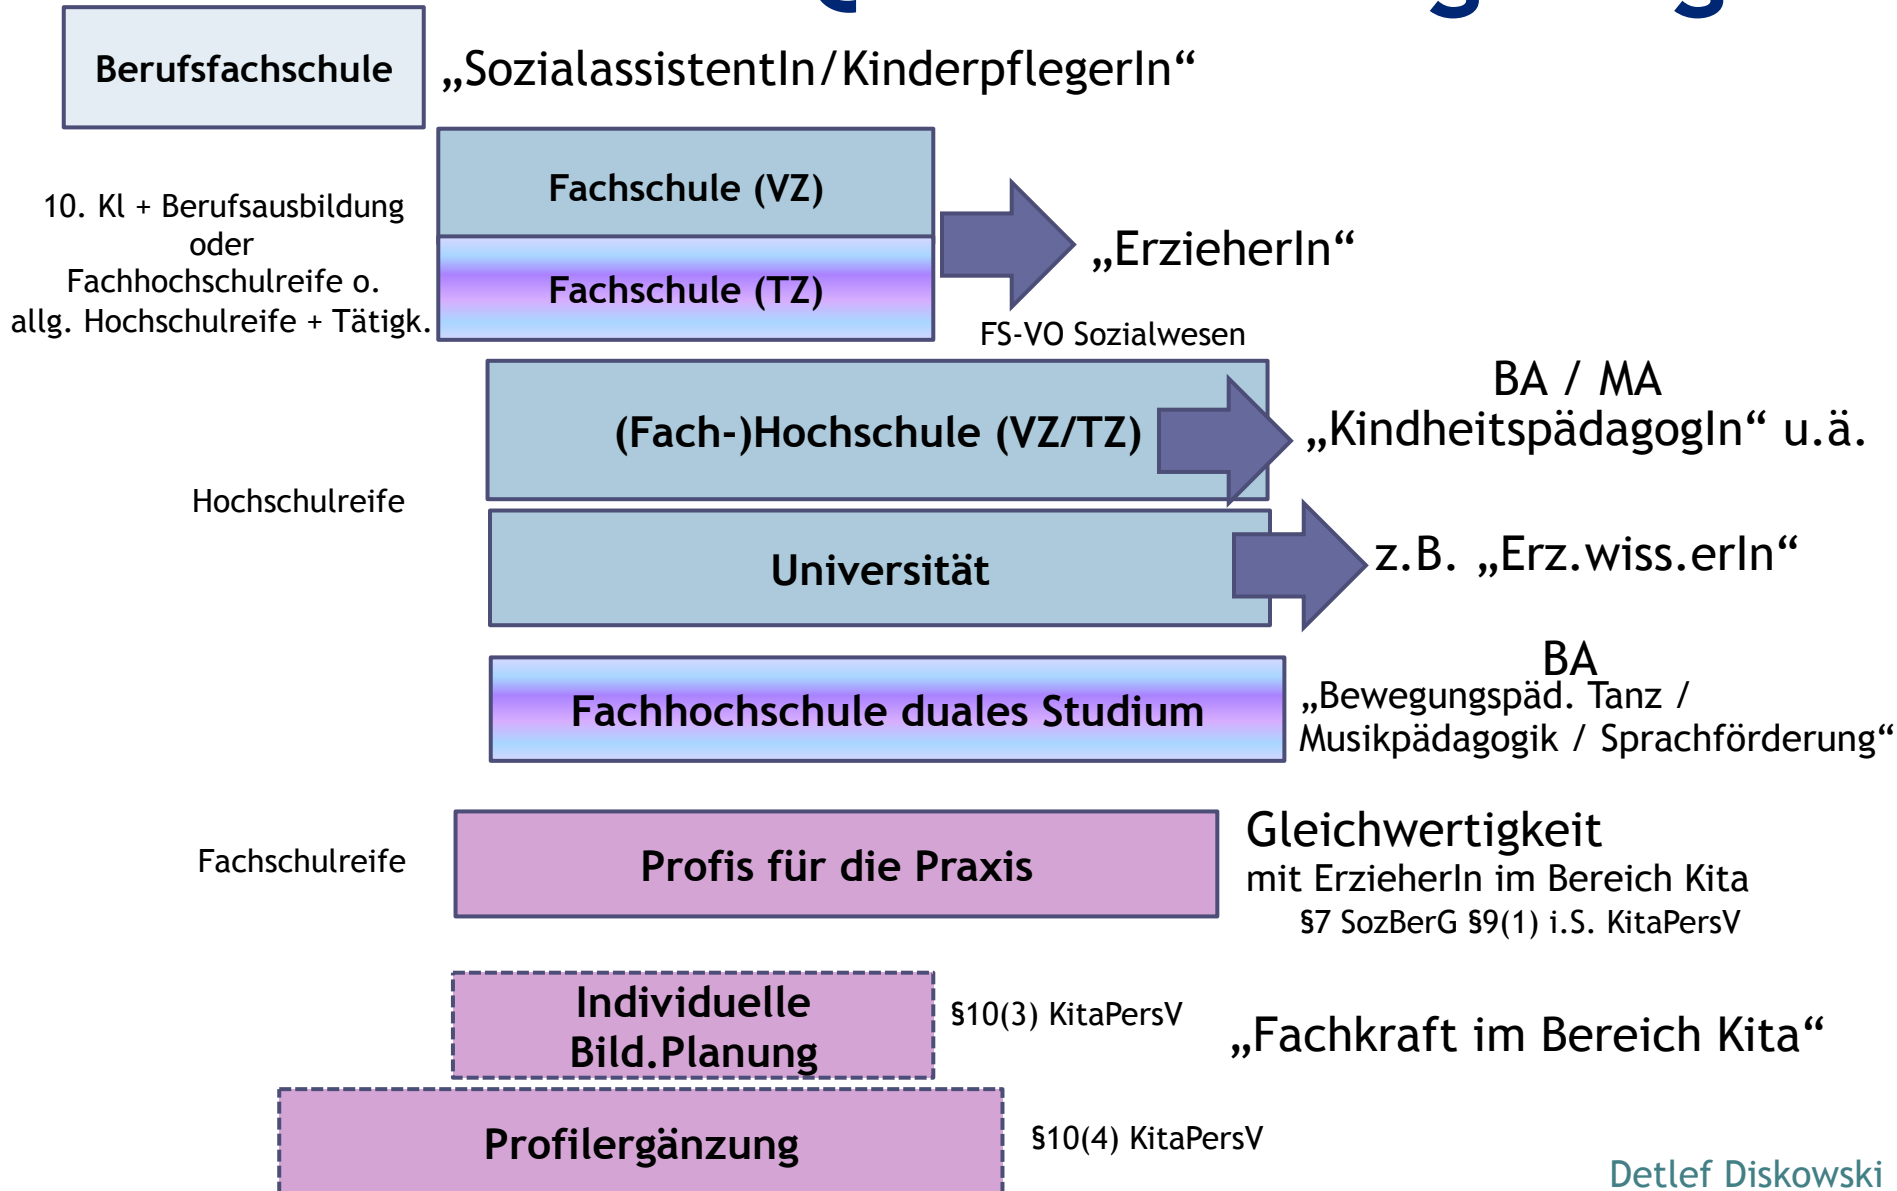 Berufsfachschule
„SozialassistentIn/KinderpflegerIn“
Fachschule (VZ)
10. Kl + Berufsausbildung
oder
Fachhochschulreife o.
allg. Hochschulreife + Tätigk.
Fachschule (TZ)
„ErzieherIn“
FS-VO Sozialwesen
(Fach-)Hochschule (VZ/TZ)
BA / MA
„KindheitspädagogIn“ u.ä.
Hochschulreife
Universität
z.B. „Erz.wiss.erIn“
Fachhochschule duales Studium
BA
„Bewegungspäd. Tanz /
Musikpädagogik / Sprachförderung“
Fachschulreife
Profis für die Praxis
Gleichwertigkeit
mit ErzieherIn im Bereich Kita
§7 SozBerG §9(1) i.S. KitaPersV
Individuelle
Bild.Planung
§10(3) KitaPersV
„Fachkraft im Bereich Kita“
Profilergänzung
§10(4) KitaPersV
Detlef Diskowski